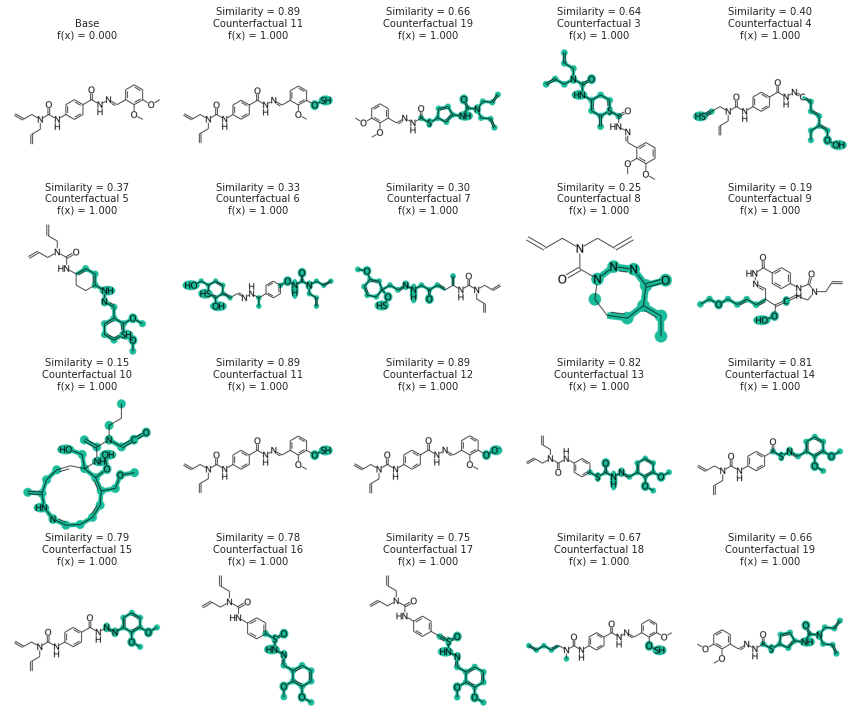 Base
f(x) = 0.000
Similarity = 0.89
Counterfactual 11
f(x) = 1.000
Similarity = 0.66
Counterfactual 19
f(x) = 1.000
Similarity = 0.64
Counterfactual 3
f(x) = 1.000
Similarity = 0.40
Counterfactual 4
f(x) = 1.000
Similarity = 0.37
Counterfactual 5
f(x) = 1.000
Similarity = 0.33
Counterfactual 6
f(x) = 1.000
Similarity = 0.30
Counterfactual 7
f(x) = 1.000
Similarity = 0.25
Counterfactual 8
f(x) = 1.000
Similarity = 0.19
Counterfactual 9
f(x) = 1.000
Similarity = 0.15
Counterfactual 10
f(x) = 1.000
Similarity = 0.89
Counterfactual 11
f(x) = 1.000
Similarity = 0.89
Counterfactual 12
f(x) = 1.000
Similarity = 0.82
Counterfactual 13
f(x) = 1.000
Similarity = 0.81
Counterfactual 14
f(x) = 1.000
Similarity = 0.79
Counterfactual 15
f(x) = 1.000
Similarity = 0.78
Counterfactual 16
f(x) = 1.000
Similarity = 0.75
Counterfactual 17
f(x) = 1.000
Similarity = 0.67
Counterfactual 18
f(x) = 1.000
Similarity = 0.66
Counterfactual 19
f(x) = 1.000